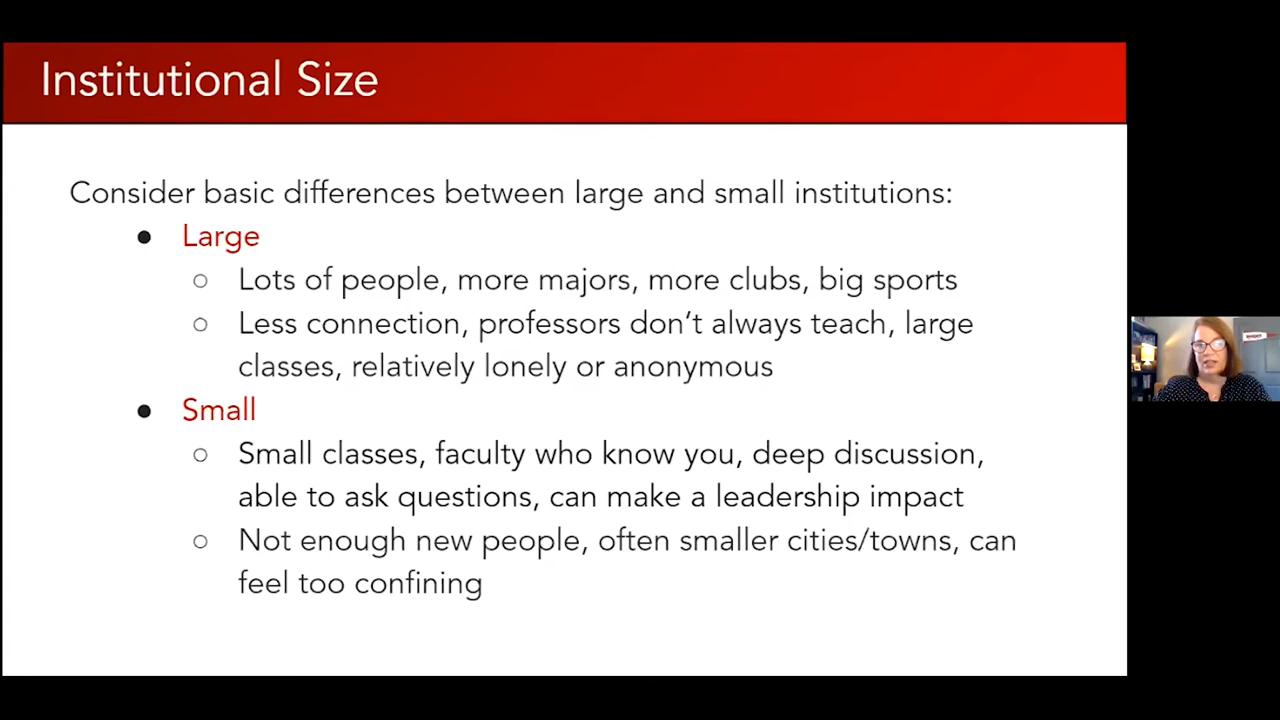 Institutional Size
Consider basic differences between large and small institutions:
● Large
○ Lots of people, more majors, more clubs, big sports
○ Less connection, professors don’t always teach, large
classes, relatively lonely or anonymous
● Small
○ Small classes, faculty who know you, deep discussion,
able to ask questions, can make a leadership impact
○ Not enough new people, often smaller cities/towns, can
feel too confining